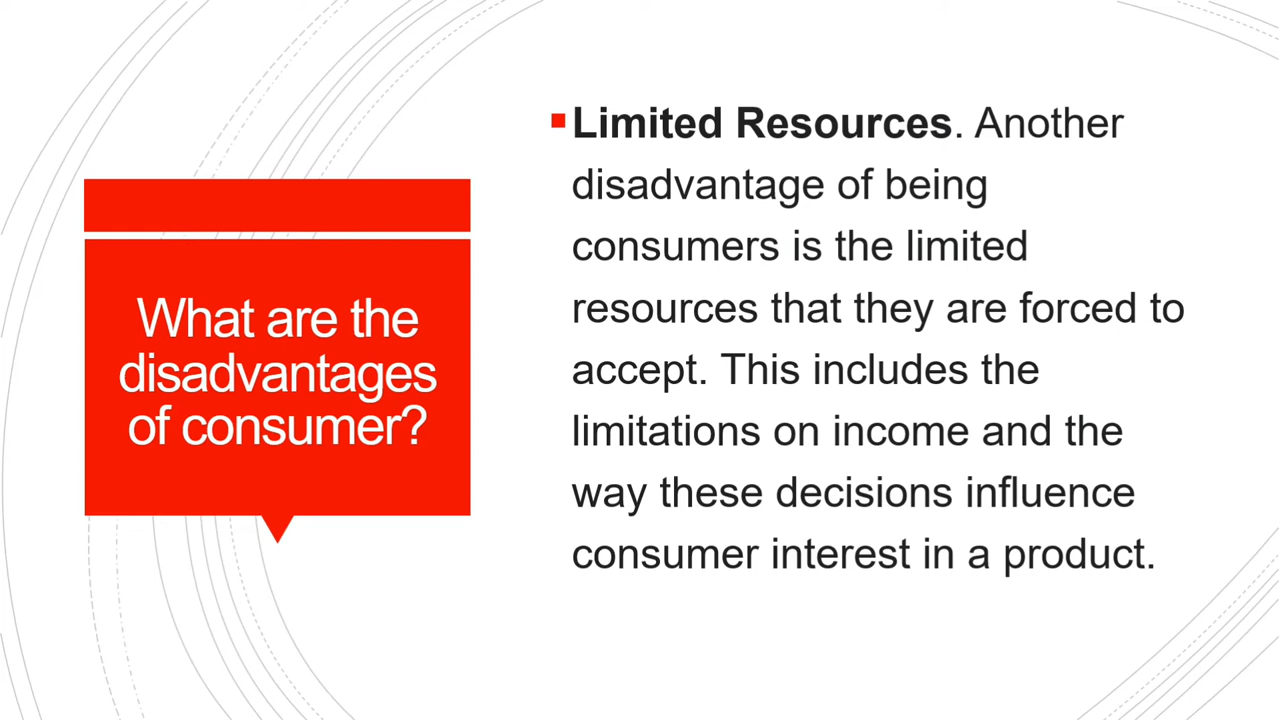 What are the
disadvantages
of consumer?
Limited Resources. Another
disadvantage of being
consumers is the limited
resources that they are forced to
accept. This includes the
limitations on income and the
way these decisions influence
consumer interest in a product.